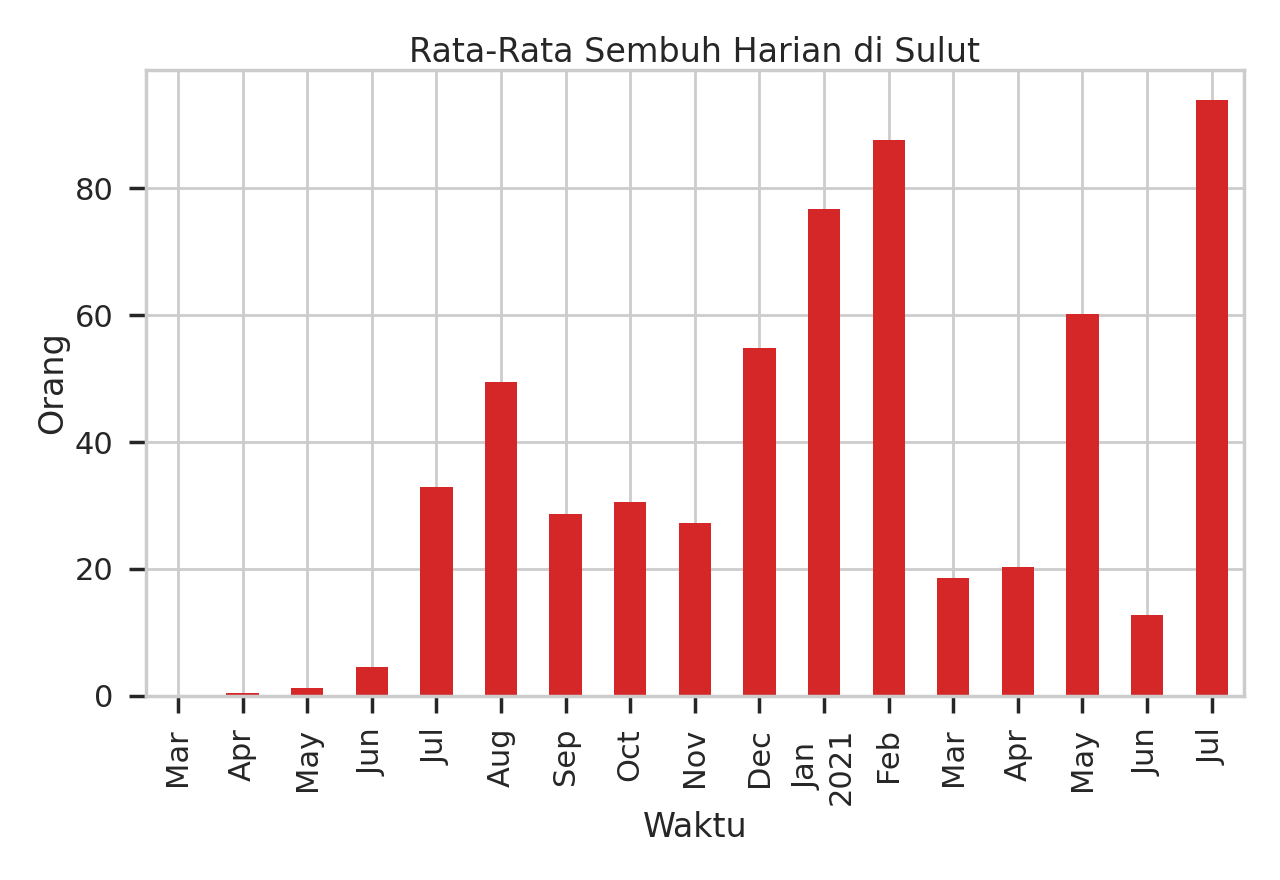 Rata-Rata Sembuh Harian di Sulut
80
60
40
20
0
Orang
Mar
Apr
May
Jun
Jul
Aug
Sep
Oct
Nov
Dec
Jan
2021
Feb
Mar
Apr
May
Jun
Jul
Waktu